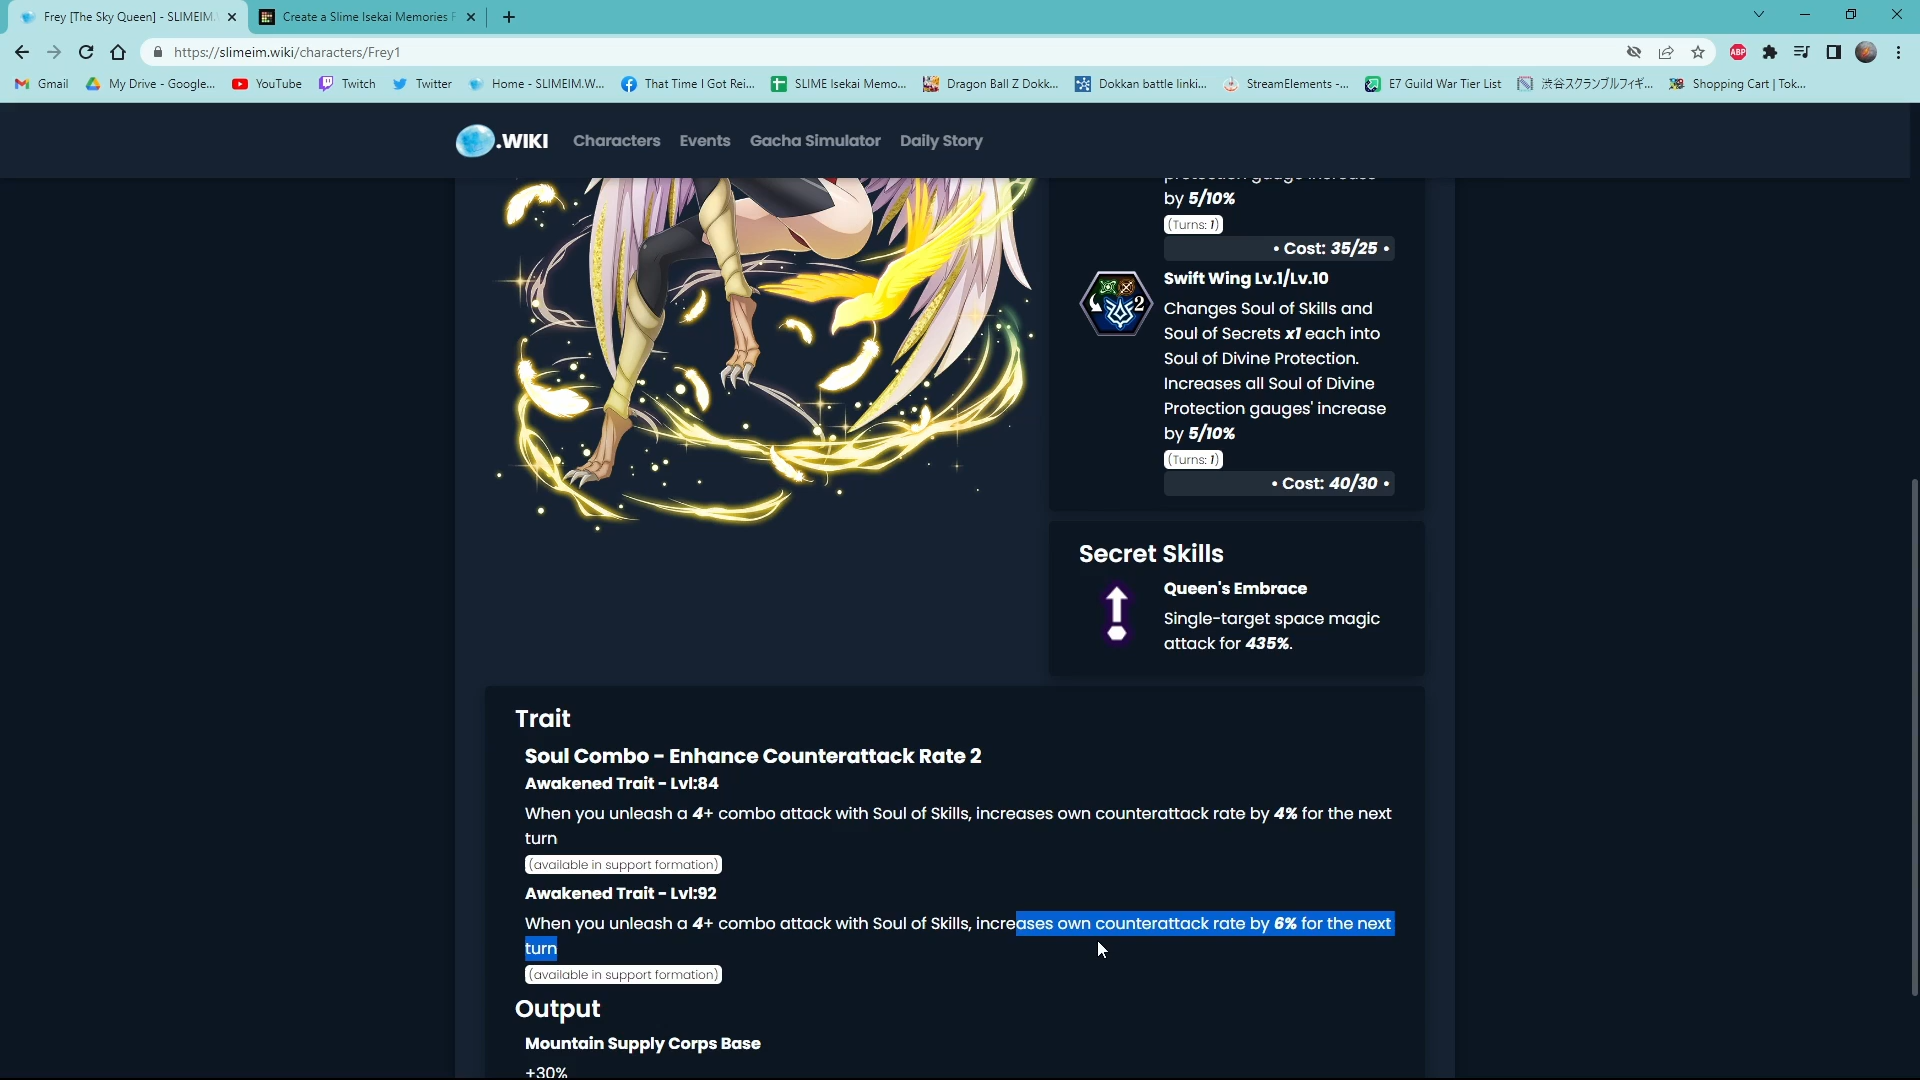 Frey [The Sky Queen] - SLIMEIM.
Create a Slime Isekai Memories F
https://slimeim.wiki/characters/Frey1
ABP
Gmail
My Drive - Google...
YouTube
Twitch
Twitter
Home - SLIMEIM.W...
That Time I Got Rei...
SLIME Isekai Memo...
Dragon Ball Z Dokk...
Dokkan battle linki...
StreamElements -...
E7 Guild War Tier List
渋谷スクランブルフィギ...
Shopping Cart | Tok...
.WIKI
Characters
Events
Gacha Simulator
Daily Story
protection gauge increase
by 5/10%
(Turns: 1)
• Cost: 35/25 •
Swift Wing Lv.1/Lv.10
2
Changes Soul of Skills and
Soul of Secrets x1 each into
Soul of Divine Protection.
Increases all Soul of Divine
Protection gauges' increase
by 5/10%
(Turns: 1)
• Cost: 40/30 •
Secret Skills
Queen's Embrace
Single-target space magic
attack for 435%.
Trait
Soul Combo - Enhance Counterattack Rate 2
Awakened Trait - Lvl:84
When you unleash a 4+ combo attack with Soul of Skills, increases own counterattack rate by 4% for the next
turn
(available in support formation)
Awakened Trait - Lvl:92
When you unleash a 4+ combo attack with Soul of Skills, increases own counterattack rate by 6% for the next
turn
(available in support formation)
Output
Mountain Supply Corps Base
+30%